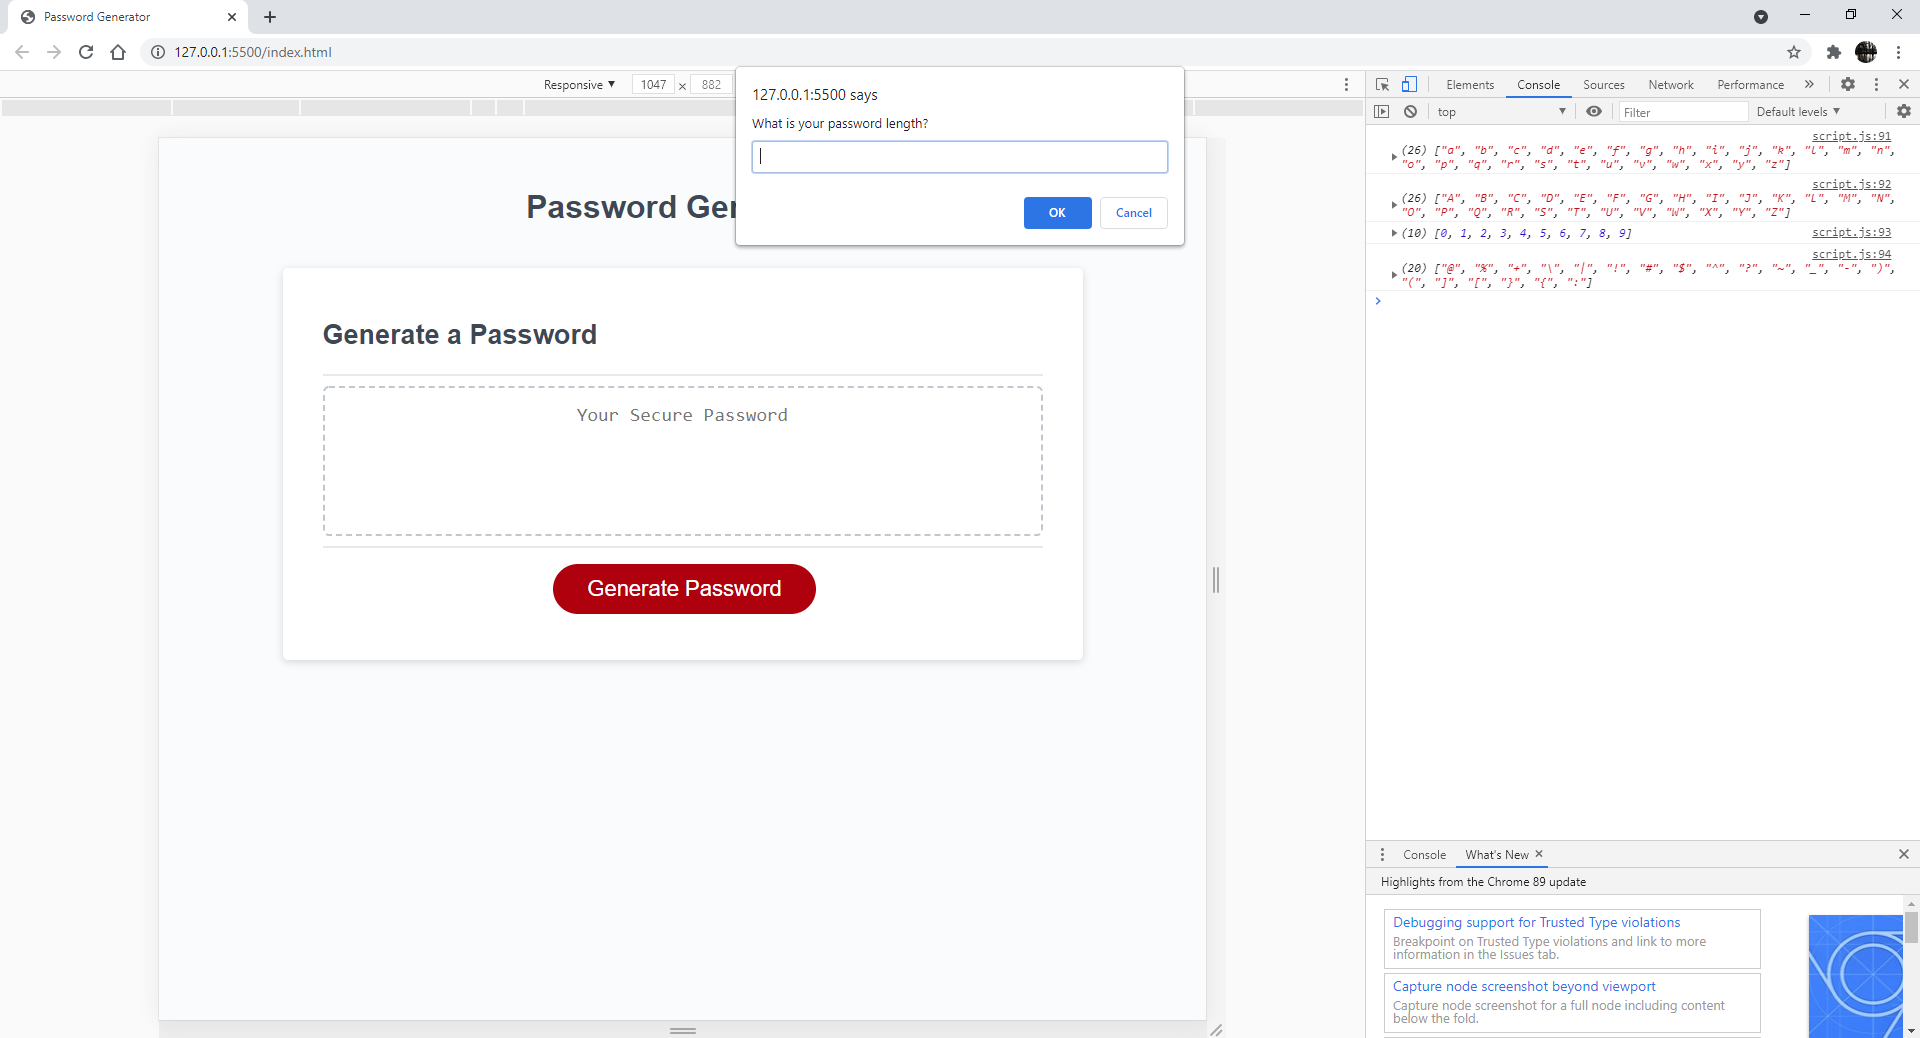 Password Generator
127.0.0.1:5500/index.html
Responsive ▼ 1047 × 882
127.0.0.1:5500 says
What is your password length?
OK Cancel
Password Ger
Generate a Password
Your Secure Password
Generate Password
Elements Console Sources Network Performance »
top ▼ Filter Default levels ▼
script.js:91
(26) ["a", "b", "c", "d", "e", "f", "g", "h", "i", "j", "k", "l", "m", "n",
"o", "p", "q", "r", "s", "t", "u", "v", "w", "x", "y", "z"]
script.js:92
(26) ["A", "B", "C", "D", "E", "F", "G", "H", "I", "J", "K", "L", "M", "N",
"O", "P", "Q", "R", "S", "T", "U", "V", "W", "X", "Y", "Z"]
(10) [0, 1, 2, 3, 4, 5, 6, 7, 8, 9] script.js:93
script.js:94
(20) ["@", "%", "+", "\", "|", "!", "#", "$", "^", "?", "~", "_", "-", ")",
"(", "]", "[", "}", "{", ":"]
Console What's New ×
Highlights from the Chrome 89 update
Debugging support for Trusted Type violations
Breakpoint on Trusted Type violations and link to more
information in the Issues tab.
Capture node screenshot beyond viewport
Capture node screenshot for a full node including content
below the fold.